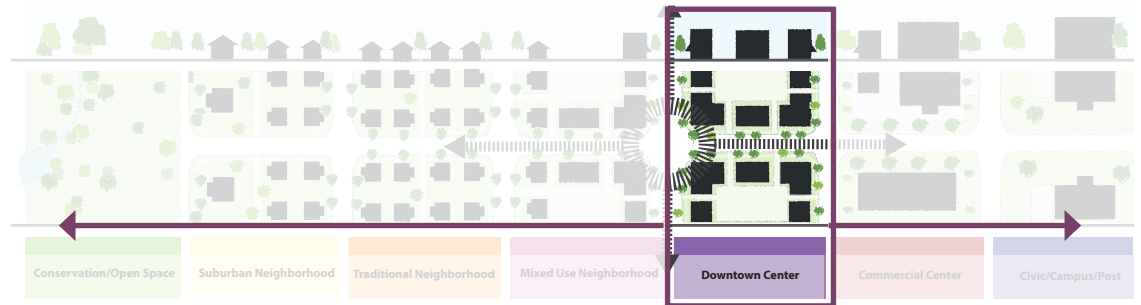 Conservation/Open Space
Suburban Neighborhood
Traditional Neighborhood
Mixed Use Neighborhood
Downtown Center
Commercial Center
Civic/Campus/Post